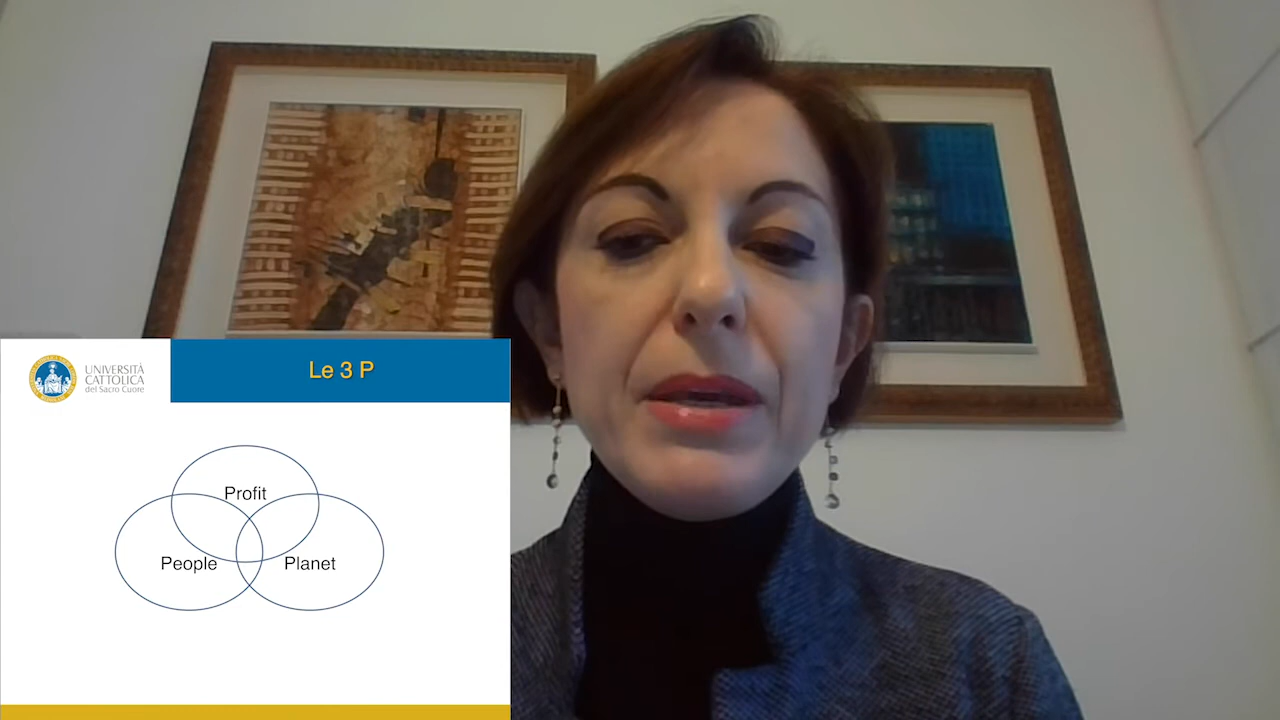 UNIVERSITÀ
CATTOLICA
del Sacro Cuore
Le 3 P
Profit
People
Planet